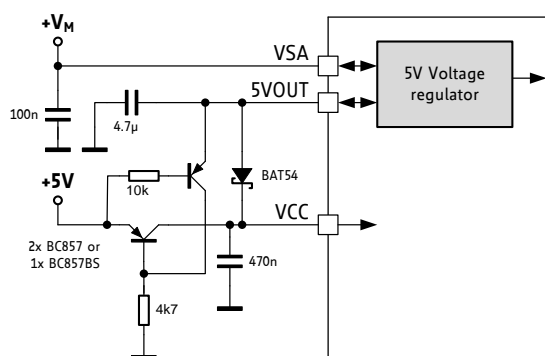 +VM
VSA
5V Voltage
regulator
5VOUT
100n
4.7µ
+5V
10k
BAT54
VCC
2x BC857 or
1x BC857BS
470n
4k7